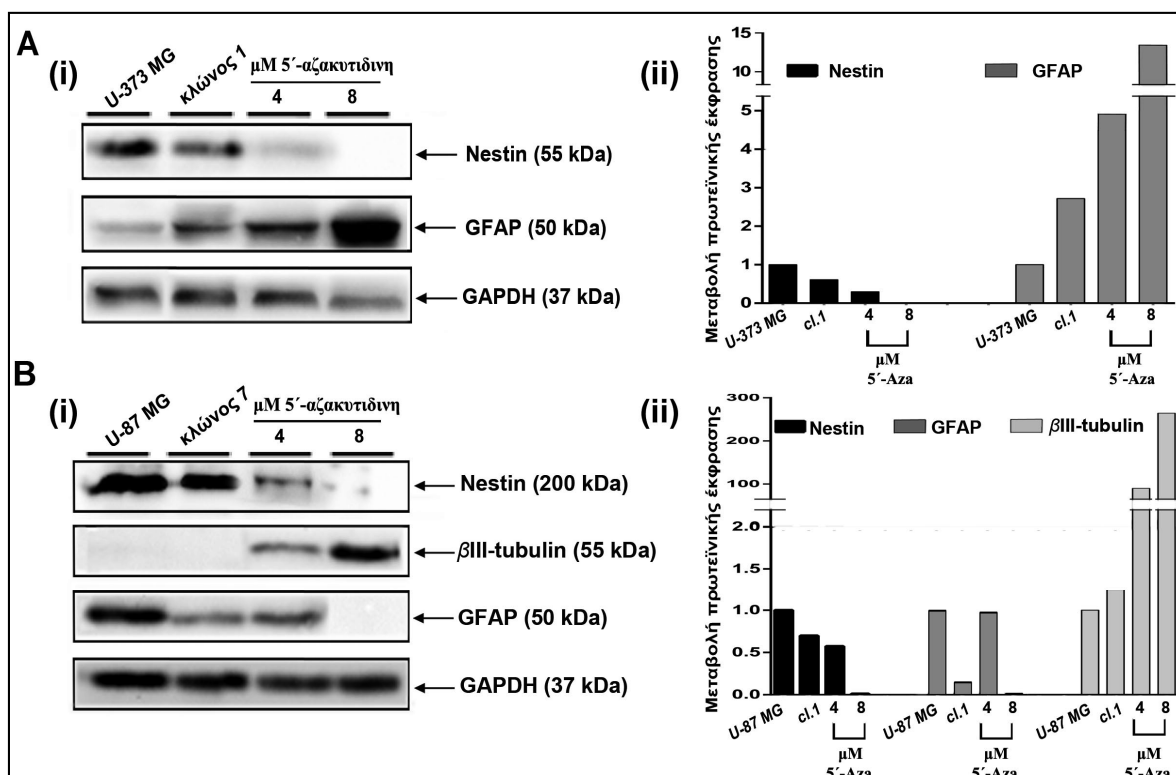 A
(i)
U-373 MG
κλώνος 1
μM 5´-αζακυτιδινη
4 8
Nestin (55 kDa)
GFAP (50 kDa)
GAPDH (37 kDa)
(ii)
Μεταβολή πρωτεϊνικής έκφρασης
Nestin GFAP
15
10
5
4
3
2
1
0
U-373 MG cl.1 4 8 U-373 MG cl.1 4 8
μM μM
5´-Aza 5´-Aza
B
(i)
U-87 MG
κλώνος 7
μM 5´-αζακυτιδινη
4 8
Nestin (200 kDa)
βIII-tubulin (55 kDa)
GFAP (50 kDa)
GAPDH (37 kDa)
(ii)
Μεταβολή πρωτεϊνικής έκφρασης
Nestin GFAP βIII-tubulin
300
200
100
2.0
1.5
1.0
0.5
0.0
U-87 MG cl.1 4 8 U-87 MG cl.1 4 8 U-87 MG cl.1 4 8
μM μM μM
5´-Aza 5´-Aza 5´-Aza